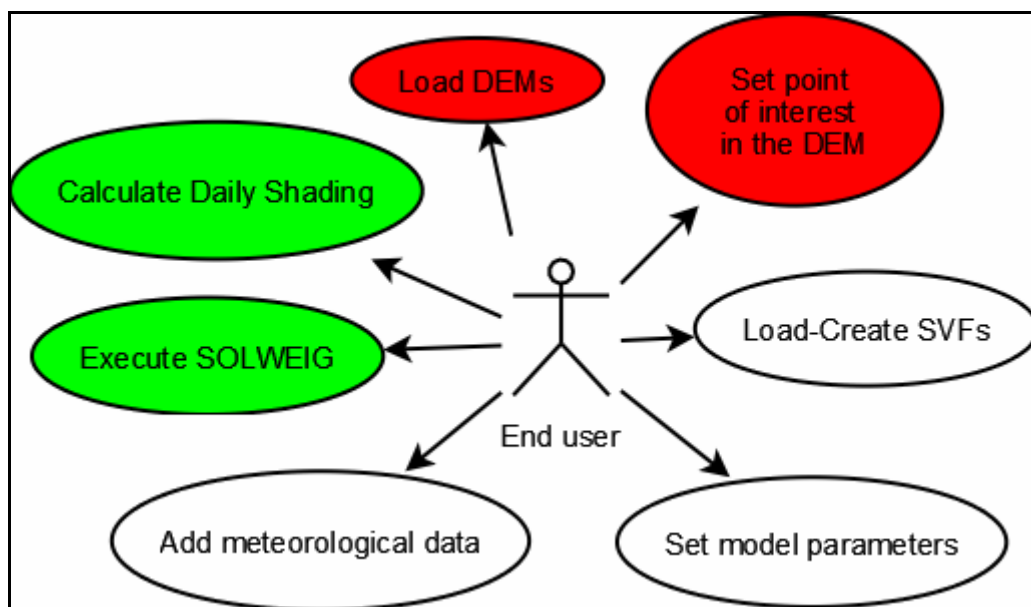 Load DEMs
Set point
of interest
in the DEM
Calculate Daily Shading
Load-Create SVFs
Execute SOLWEIG
End user
Add meteorological data
Set model parameters